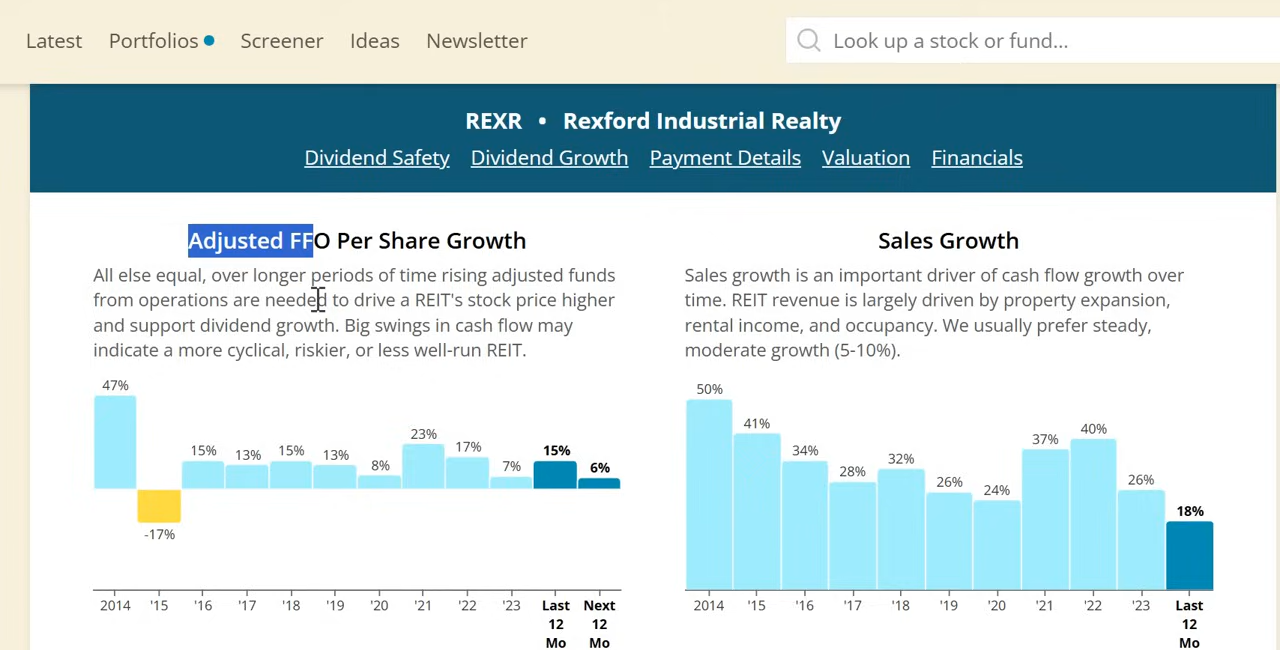 Latest Portfolios Screener Ideas Newsletter Look up a stock or fund...
REXR • Rexford Industrial Realty
Dividend Safety Dividend Growth Payment Details Valuation Financials
Adjusted FFO Per Share Growth
All else equal, over longer periods of time rising adjusted funds
from operations are needed to drive a REIT's stock price higher
and support dividend growth. Big swings in cash flow may
indicate a more cyclical, riskier, or less well-run REIT.
47%
-17%
15%
13%
15%
13%
8%
23%
17%
7%
15%
6%
2014 '15 '16 '17 '18 '19 '20 '21 '22 '23 Last Next
12 12
Mo Mo
Sales Growth
Sales growth is an important driver of cash flow growth over
time. REIT revenue is largely driven by property expansion,
rental income, and occupancy. We usually prefer steady,
moderate growth (5-10%).
50%
41%
34%
28%
32%
26%
24%
37%
40%
26%
18%
2014 '15 '16 '17 '18 '19 '20 '21 '22 '23 Last
12
Mo